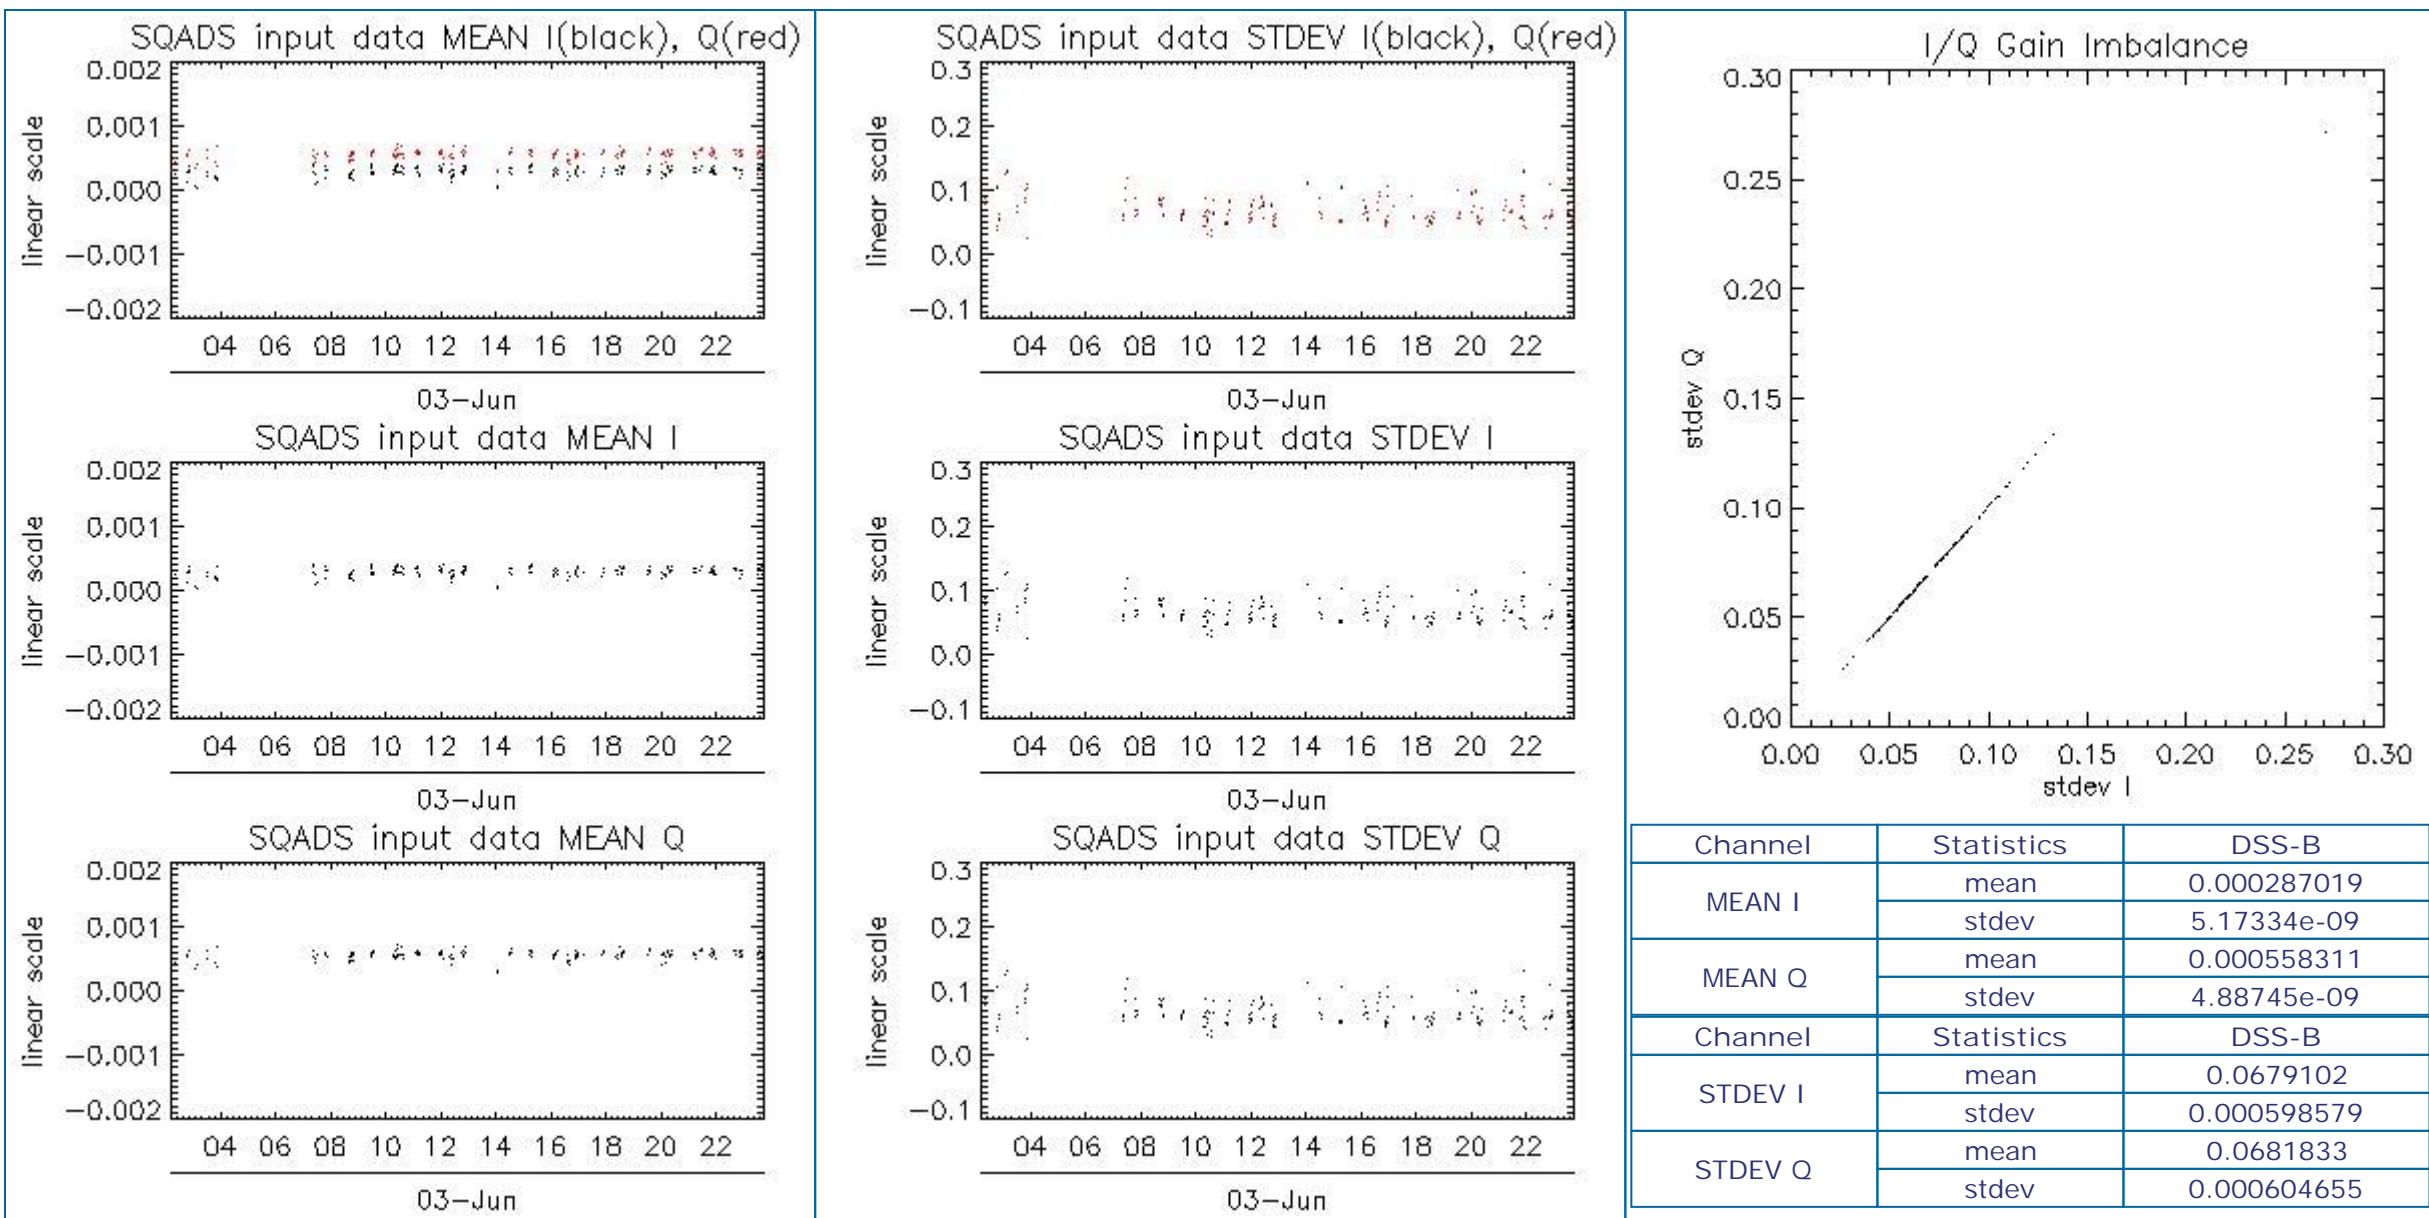 SQADS input data MEAN I(black), Q(red)
0.002
0.001
0.000
−0.001
−0.002
linear scale
04 06 08 10 12 14 16 18 20 22
03−Jun
SQADS input data MEAN I
0.002
0.001
0.000
−0.001
−0.002
linear scale
04 06 08 10 12 14 16 18 20 22
03−Jun
SQADS input data MEAN Q
0.002
0.001
0.000
−0.001
−0.002
linear scale
04 06 08 10 12 14 16 18 20 22
03−Jun
SQADS input data STDEV I(black), Q(red)
0.3
0.2
0.1
0.0
−0.1
linear scale
04 06 08 10 12 14 16 18 20 22
03−Jun
SQADS input data STDEV I
0.3
0.2
0.1
0.0
−0.1
linear scale
04 06 08 10 12 14 16 18 20 22
03−Jun
SQADS input data STDEV Q
0.3
0.2
0.1
0.0
−0.1
linear scale
04 06 08 10 12 14 16 18 20 22
03−Jun
I/Q Gain Imbalance
0.30
0.25
0.20
0.15
0.10
0.05
0.00
stdev Q
0.00 0.05 0.10 0.15 0.20 0.25 0.30
stdev I
Channel Statistics DSS-B
MEAN I mean 0.000287019
stdev 5.17334e-09
MEAN Q mean 0.000558311
stdev 4.88745e-09
Channel Statistics DSS-B
STDEV I mean 0.0679102
stdev 0.000598579
STDEV Q mean 0.0681833
stdev 0.000604655